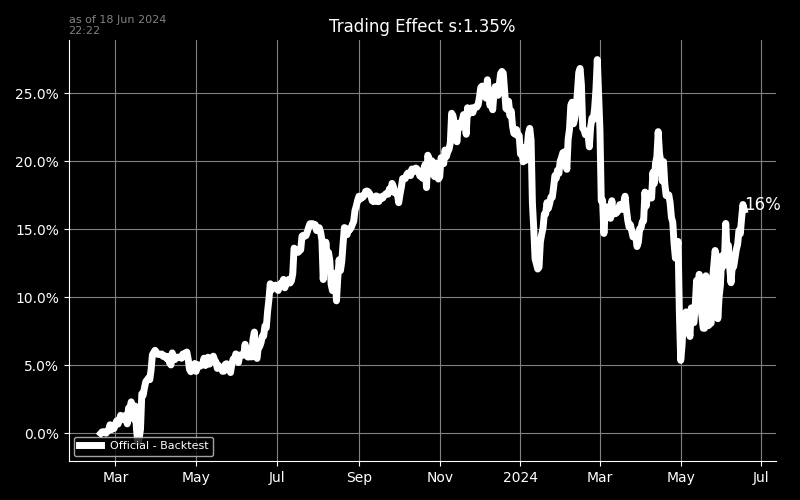 as of 18 Jun 2024
22:22
Trading Effect s:1.35%
25.0%
20.0%
15.0%
10.0%
5.0%
0.0%
16%
Official - Backtest
Mar May Jul Sep Nov 2024 Mar May Jul